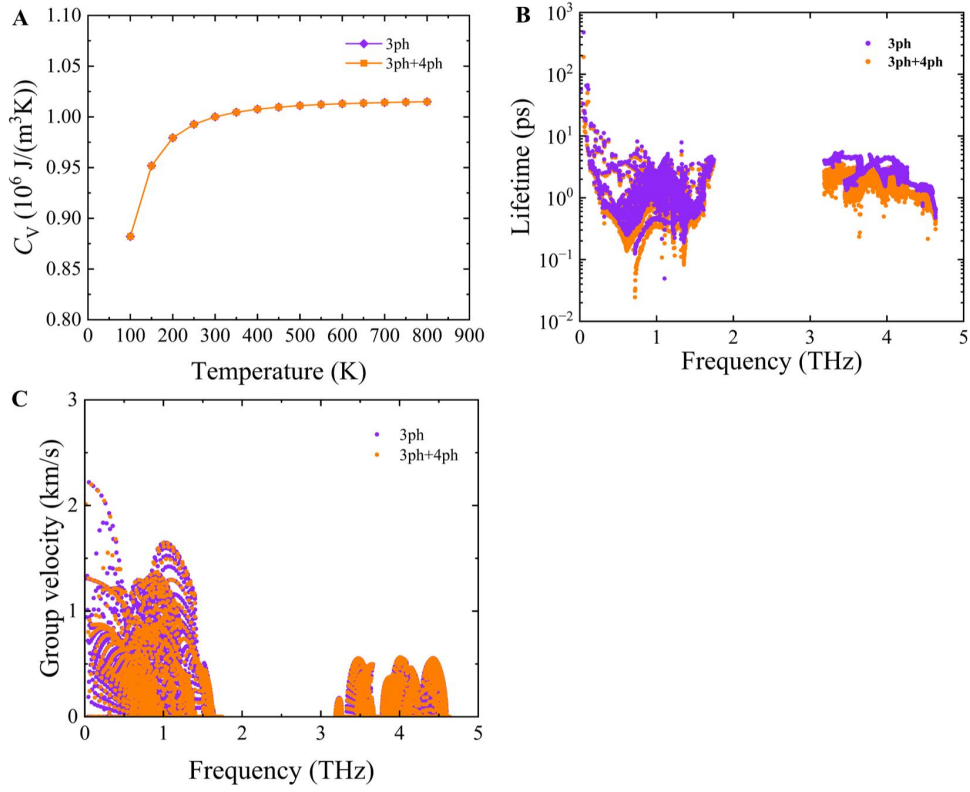 A
1.10
1.05
1.00
0.95
0.90
0.85
0.80
C_V (10^6 J/(m^3K))
3ph
3ph+4ph
0 100 200 300 400 500 600 700 800 900
Temperature (K)
B
10^3
10^2
10^1
10^0
10^−1
10^−2
Lifetime (ps)
3ph
3ph+4ph
0 1 2 3 4 5
Frequency (THz)
C
3
2
1
0
Group velocity (km/s)
3ph
3ph+4ph
0 1 2 3 4 5
Frequency (THz)